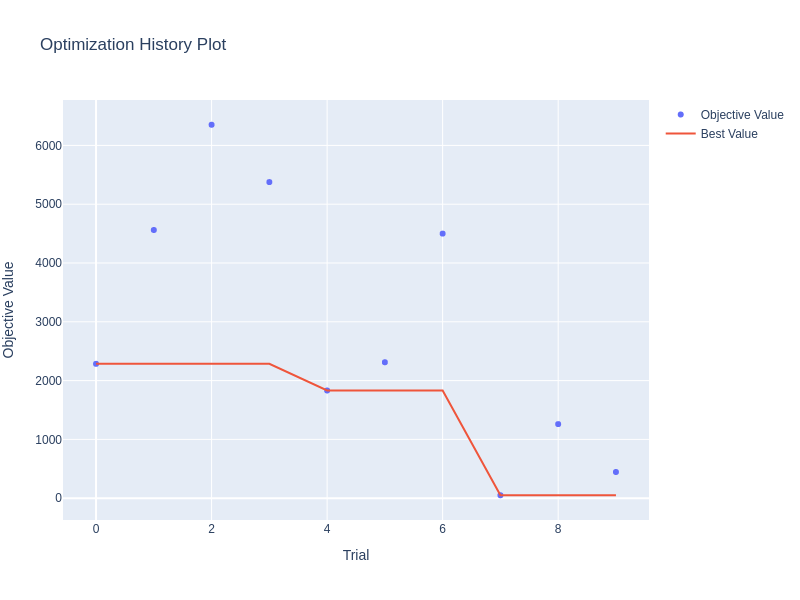 Optimization History Plot
Objective Value
Best Value
6000
5000
4000
3000
2000
1000
0
Objective Value
0
2
4
6
8
Trial